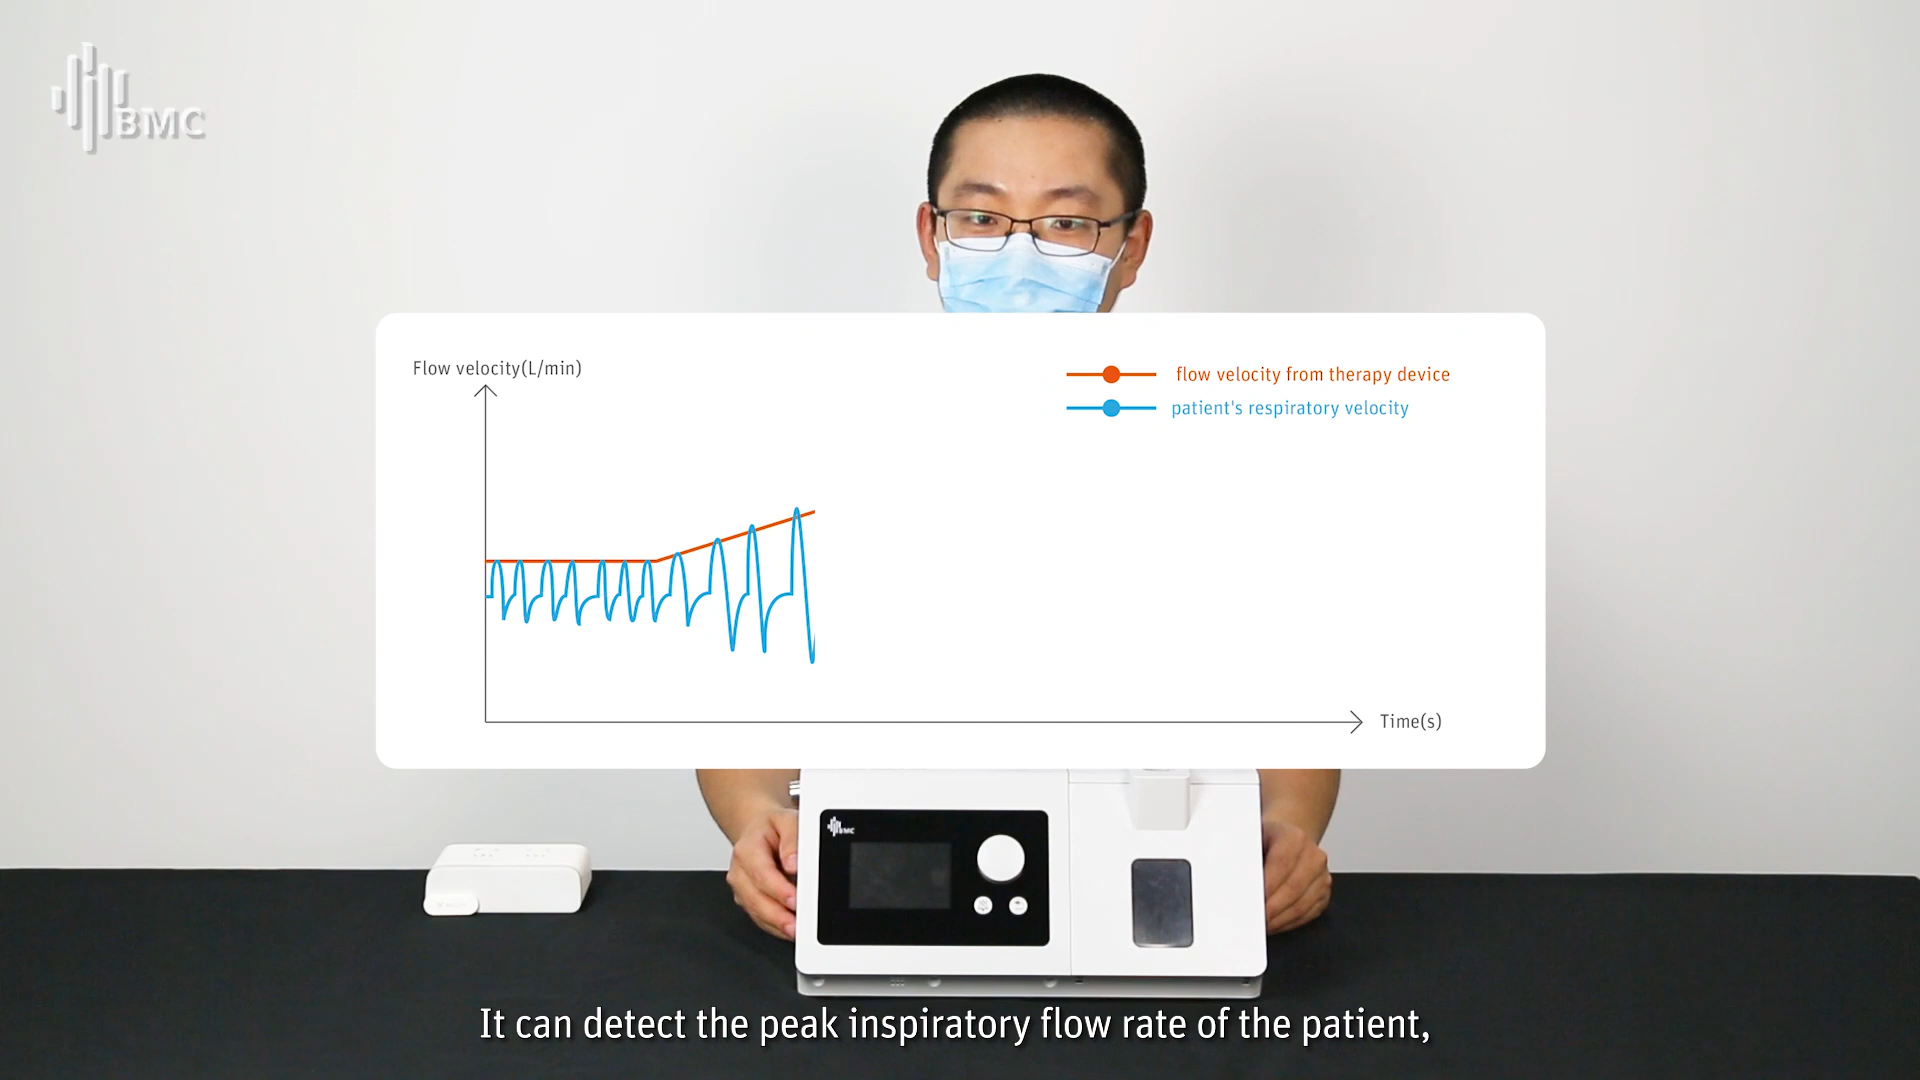 BMC
Flow velocity(L/min)
flow velocity from therapy device
patient's respiratory velocity
Time(s)
BMC
It can detect the peak inspiratory flow rate of the patient,